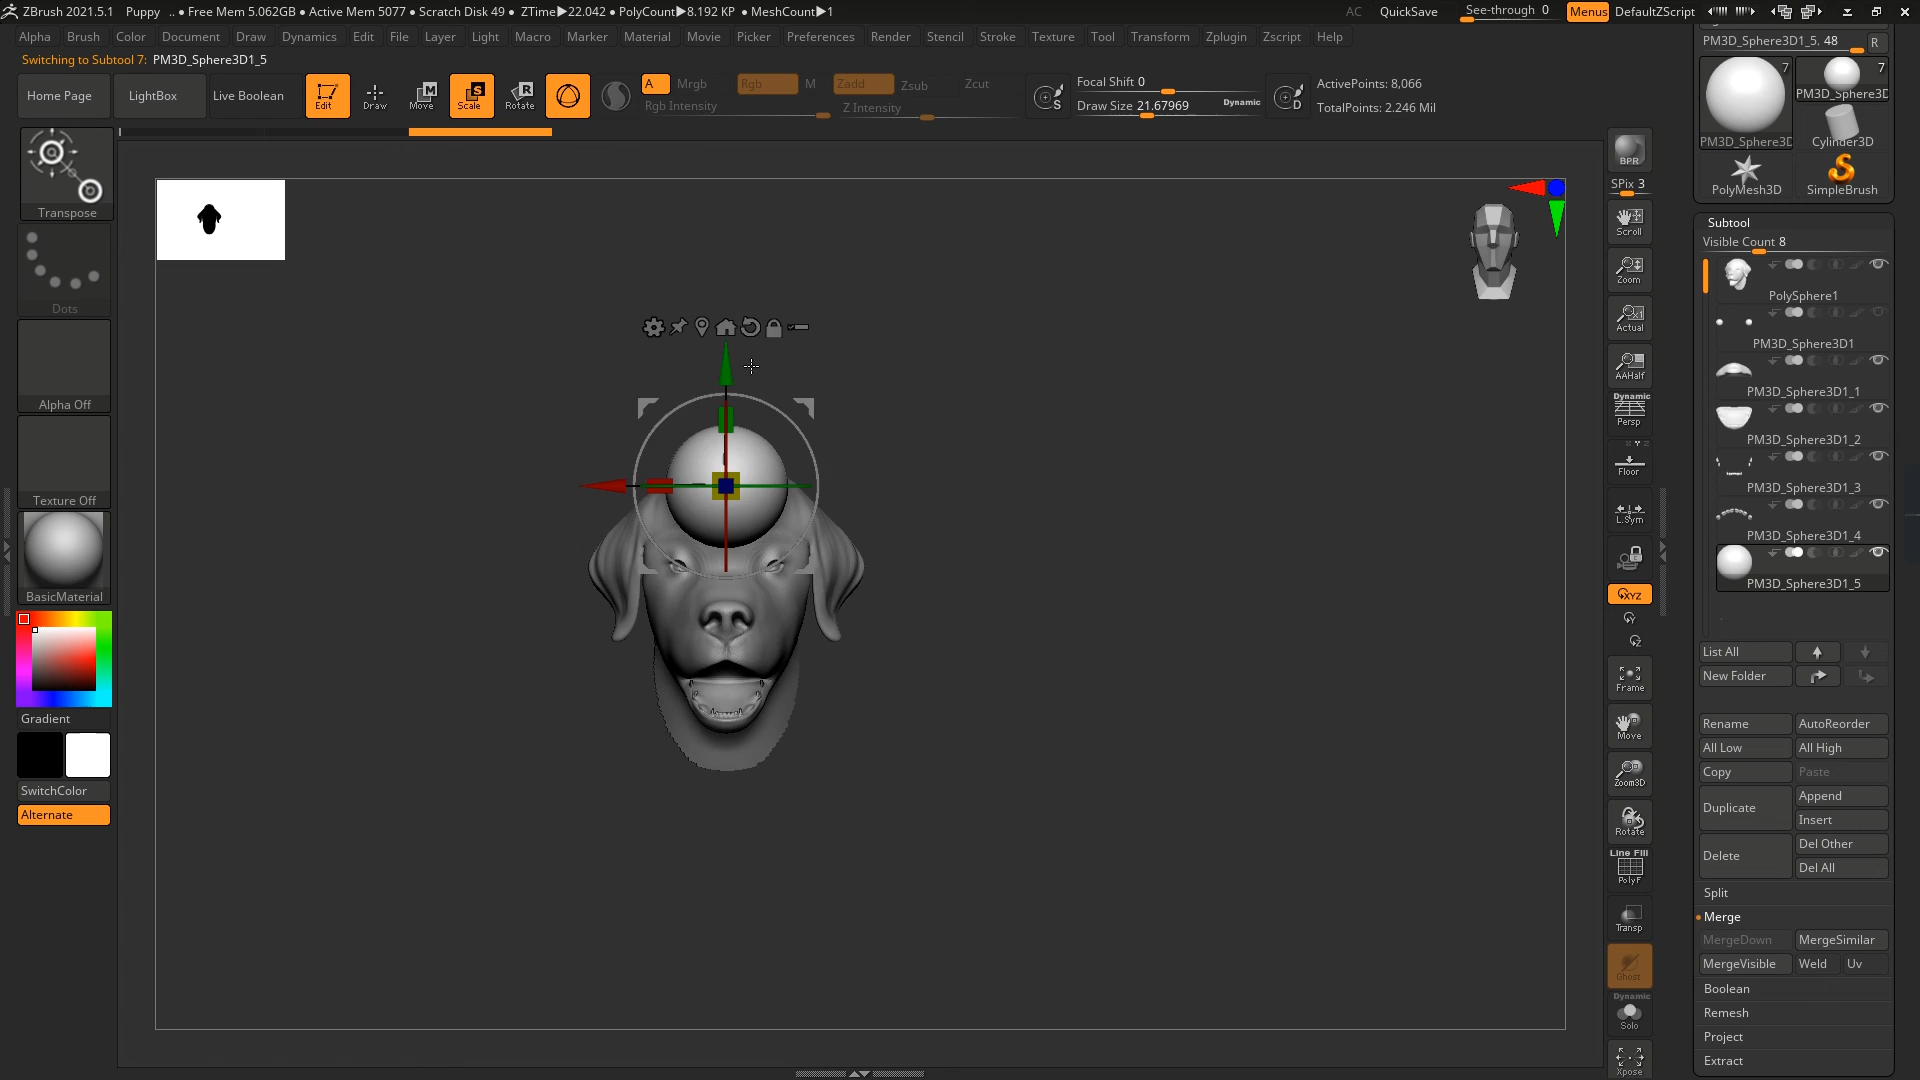 ZBrush 2021.5.1 Puppy .. • Free Mem 5.062GB • Active Mem 5077 • Scratch Disk 49 • ZTime▶22.042 • PolyCount▶8.192 KP • MeshCount▶1 AC QuickSave See-through 0 Menus DefaultZScript
Alpha Brush Color Document Draw Dynamics Edit File Layer Light Macro Marker Material Movie Picker Preferences Render Stencil Stroke Texture Tool Transform Zplugin Zscript Help
Switching to Subtool 7: PM3D_Sphere3D1_5
Home Page LightBox Live Boolean Edit Draw Move Scale Rotate A Mrgb Rgb M Zadd Zsub Zcut
Rgb Intensity Z Intensity
S Focal Shift 0
Draw Size 21.67969 Dynamic D
ActivePoints: 8,066
TotalPoints: 2.246 Mil
Transpose
Dots
Alpha Off
Texture Off
BasicMaterial
Gradient
SwitchColor
Alternate
BPR
SPix 3
Scroll
Zoom
Actual
AAHalf
Dynamic
Persp
Floor
L.Sym
XYZ
Y
Z
Frame
Move
Zoom3D
Rotate
Line Fill
PolyF
Transp
Ghost
Dynamic
Solo
Xpose
PM3D_Sphere3D1_5. 48 R
7 7
PM3D_Sphere3D
PM3D_Sphere3D Cylinder3D
PolyMesh3D SimpleBrush
Subtool
Visible Count 8
PolySphere1
PM3D_Sphere3D1
PM3D_Sphere3D1_1
PM3D_Sphere3D1_2
PM3D_Sphere3D1_3
PM3D_Sphere3D1_4
PM3D_Sphere3D1_5
List All
New Folder
Rename AutoReorder
All Low All High
Copy Paste
Duplicate Append
Insert
Delete Del Other
Del All
Split
Merge
MergeDown MergeSimilar
MergeVisible Weld Uv
Boolean
Remesh
Project
Extract